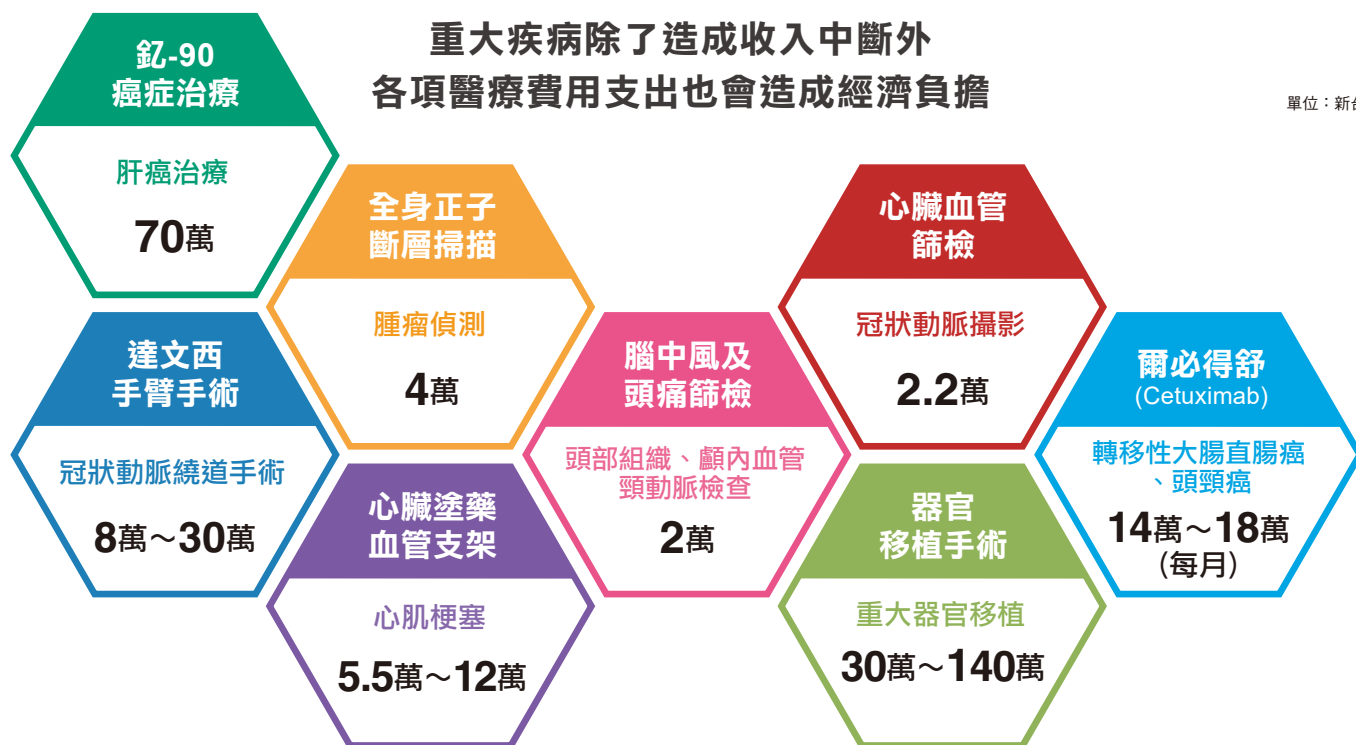 重大疾病除了造成收入中斷外
各項醫療費用支出也會造成經濟負擔
單位：新台
釔-90
癌症治療
肝癌治療
70萬
全身正子
斷層掃描
腫瘤偵測
4萬
心臟血管
篩檢
冠狀動脈攝影
2.2萬
達文西
手臂手術
冠狀動脈繞道手術
8萬～30萬
腦中風及
頭痛篩檢
頭部組織、顱內血管
頸動脈檢查
2萬
爾必得舒
(Cetuximab)
轉移性大腸直腸癌
、頭頸癌
14萬～18萬
(每月)
心臟塗藥
血管支架
心肌梗塞
5.5萬～12萬
器官
移植手術
重大器官移植
30萬～140萬